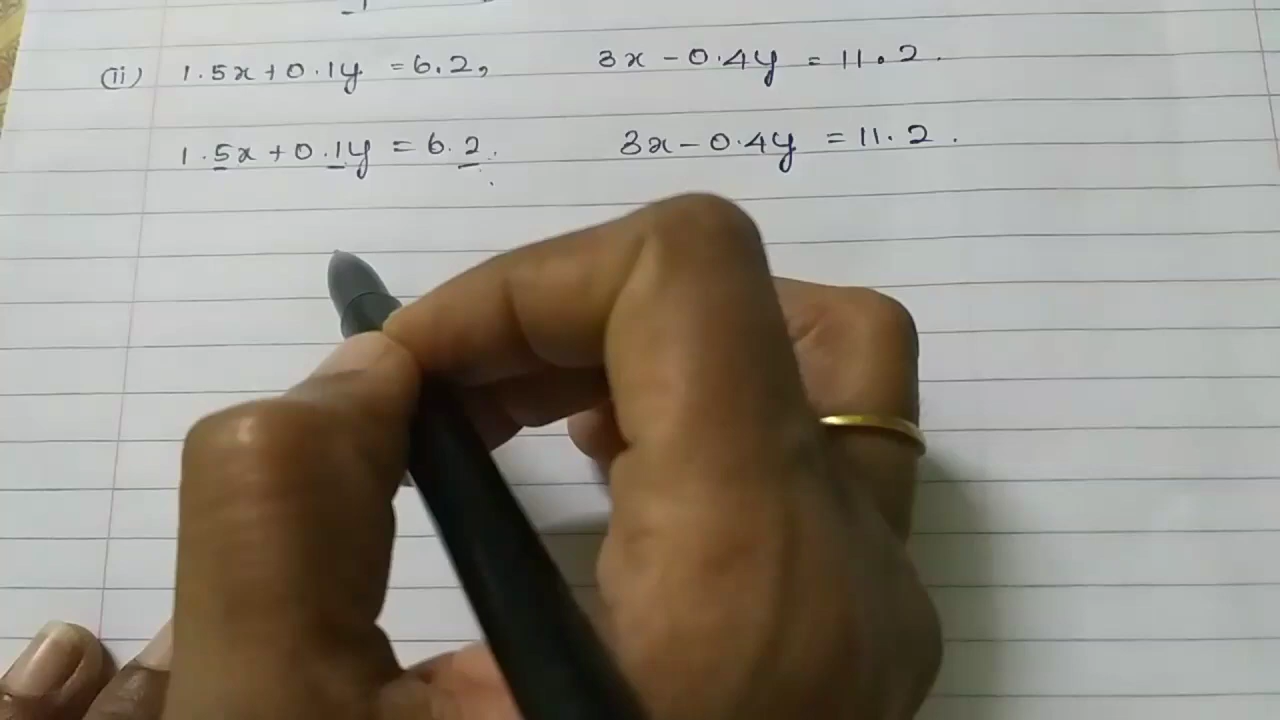 (ii) 1.5x + 0.1y = 6.2, 3x - 0.4y = 11.2.
1.5x + 0.1y = 6.2. 3x - 0.4y = 11.2.